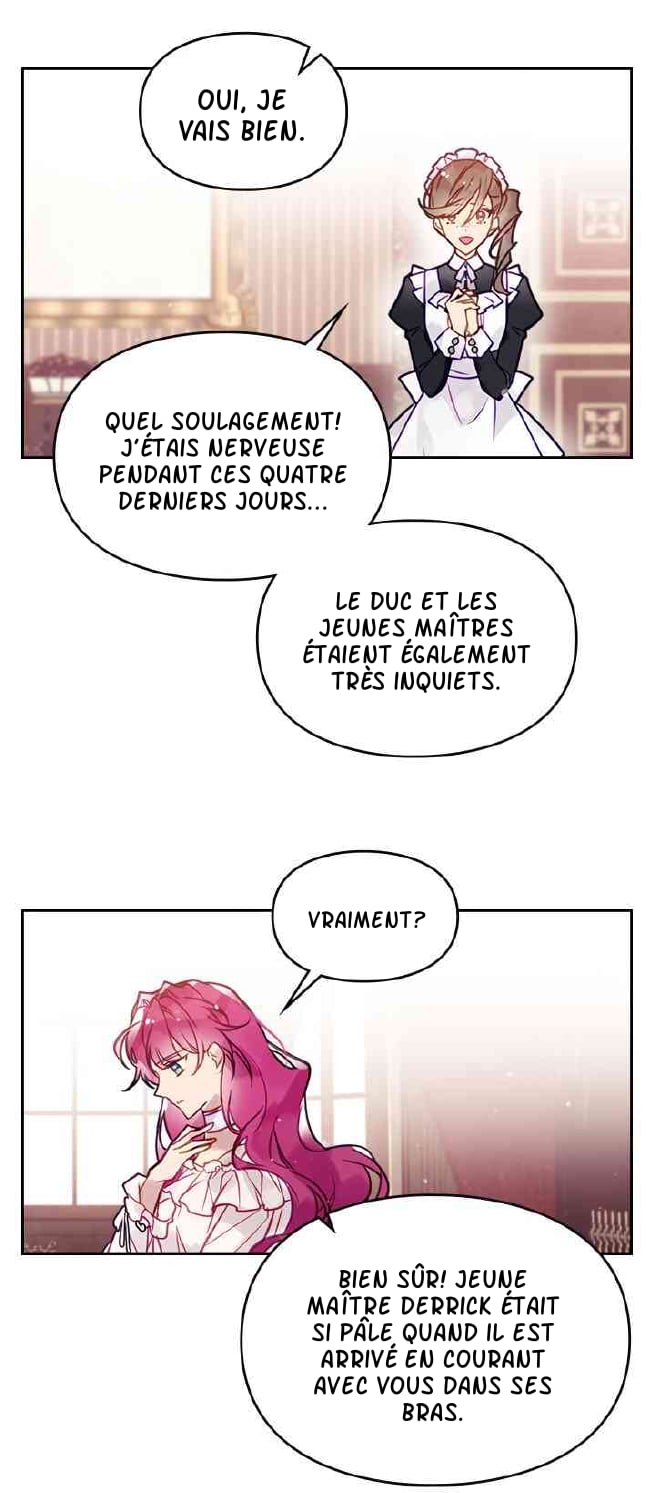 OUI, JE
VAIS BIEN.
QUEL SOULAGEMENT!
J'ÉTAIS NERVEUSE
PENDANT CES QUATRE
DERNIERS JOURS...
LE DUC ET LES
JEUNES MAÎTRES
ÉTAIENT ÉGALEMENT
TRÈS INQUIETS.
VRAIMENT?
BIEN SÛR! JEUNE
MAÎTRE DERRICK ÉTAIT
SI PÂLE QUAND IL EST
ARRIVÉ EN COURANT
AVEC VOUS DANS SES
BRAS.